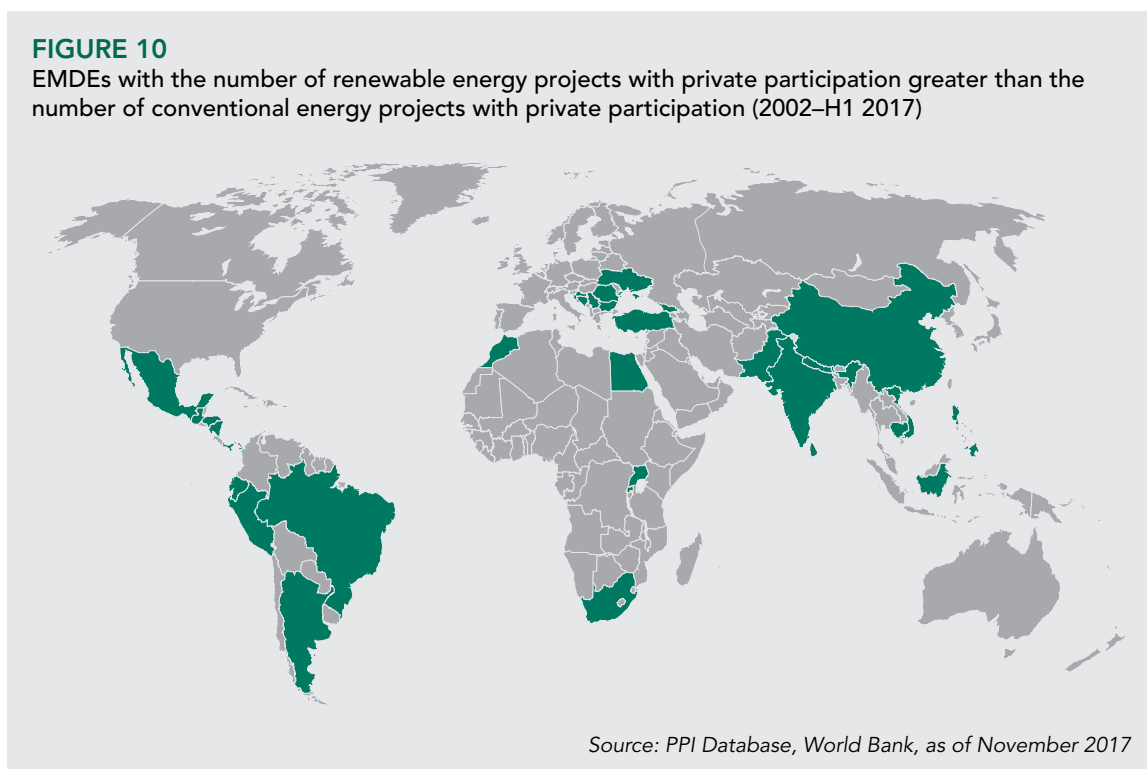 FIGURE 10
EMDEs with the number of renewable energy projects with private participation greater than the
number of conventional energy projects with private participation (2002–H1 2017)
Source: PPI Database, World Bank, as of November 2017